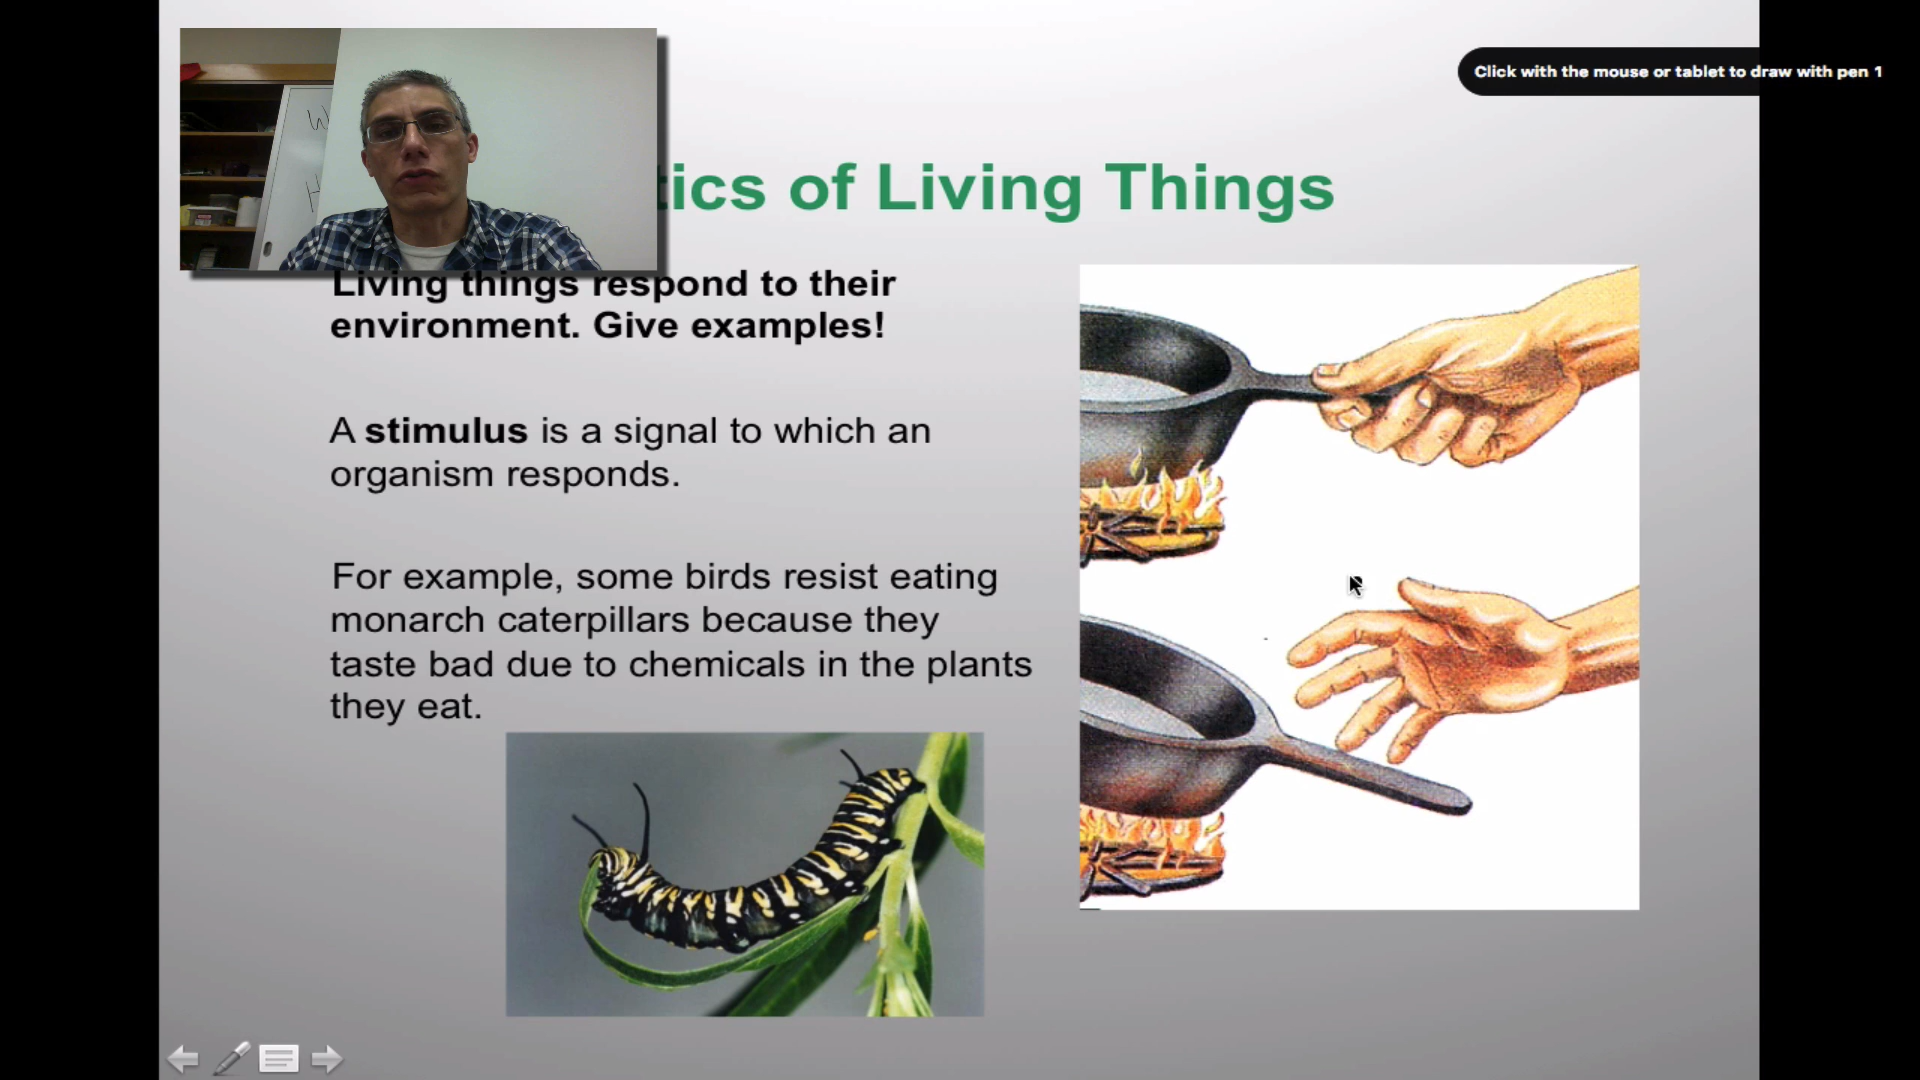 Click with the mouse or tablet to draw with pen 1
tics of Living Things
Living things respond to their
environment. Give examples!
A stimulus is a signal to which an
organism responds.
For example, some birds resist eating
monarch caterpillars because they
taste bad due to chemicals in the plants
they eat.